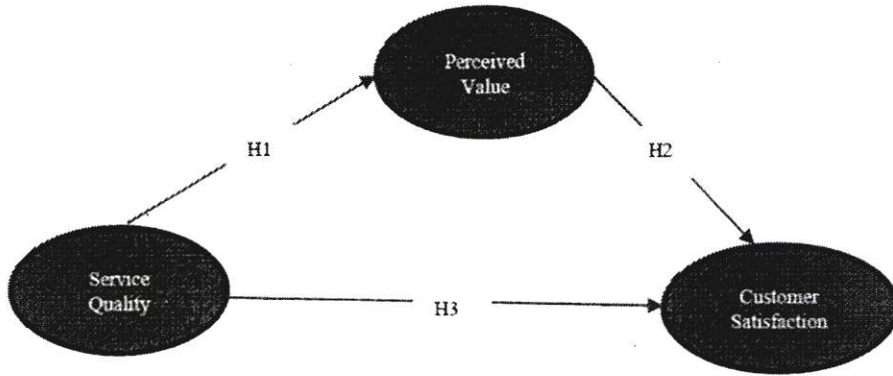 Perceived
Value
H1
H2
Service
Quality
H3
Customer
Satisfaction